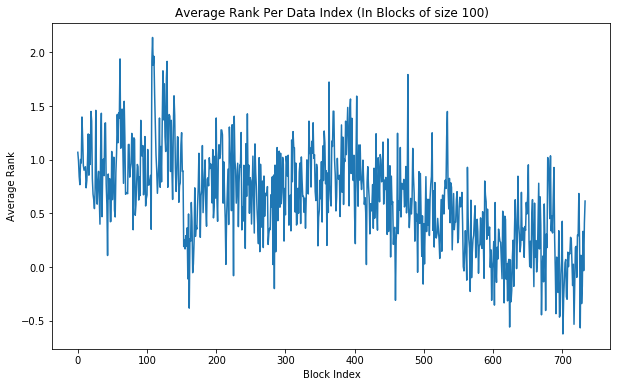 Average Rank Per Data Index (In Blocks of size 100)
Average Rank
2.0
1.5
1.0
0.5
0.0
−0.5
0 100 200 300 400 500 600 700
Block Index